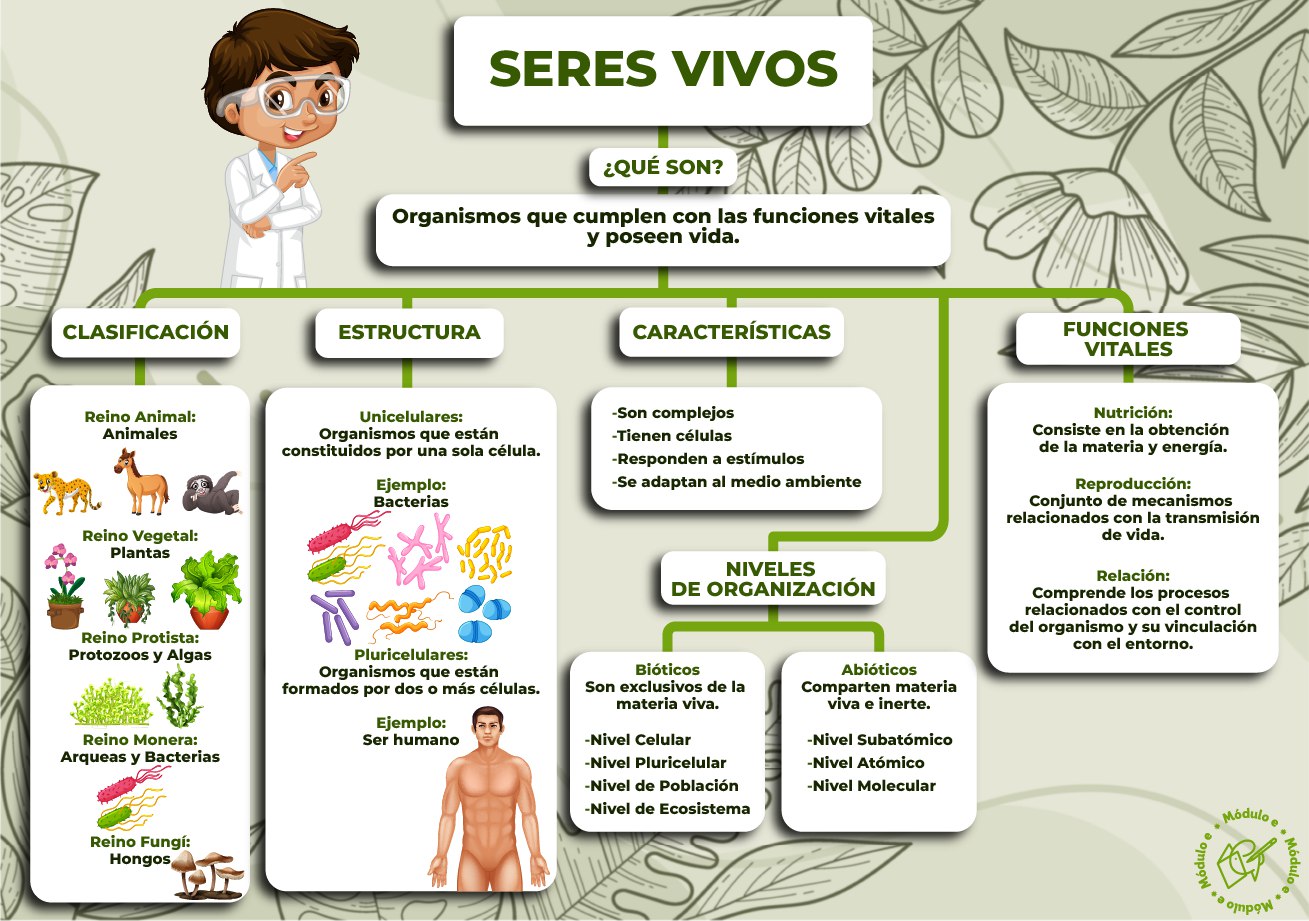 SERES VIVOS
¿QUÉ SON?
Organismos que cumplen con las funciones vitales
y poseen vida.
CLASIFICACIÓN
Reino Animal:
Animales
Reino Vegetal:
Plantas
Reino Protista:
Protozoos y Algas
Reino Monera:
Arqueas y Bacterias
Reino Fungí:
Hongos
ESTRUCTURA
Unicelulares:
Organismos que están
constituidos por una sola célula.
Ejemplo:
Bacterias
Pluricelulares:
Organismos que están
formados por dos o más células.
Ejemplo:
Ser humano
CARACTERÍSTICAS
-Son complejos
-Tienen células
-Responden a estímulos
-Se adaptan al medio ambiente
NIVELES
DE ORGANIZACIÓN
Bióticos
Son exclusivos de la
materia viva.
-Nivel Celular
-Nivel Pluricelular
-Nivel de Población
-Nivel de Ecosistema
Abióticos
Comparten materia
viva e inerte.
-Nivel Subatómico
-Nivel Atómico
-Nivel Molecular
FUNCIONES
VITALES
Nutrición:
Consiste en la obtención
de la materia y energía.
Reproducción:
Conjunto de mecanismos
relacionados con la transmisión
de vida.
Relación:
Comprende los procesos
relacionados con el control
del organismo y su vinculación
con el entorno.
Módulo e * Módulo e * Módulo e * Módulo e *